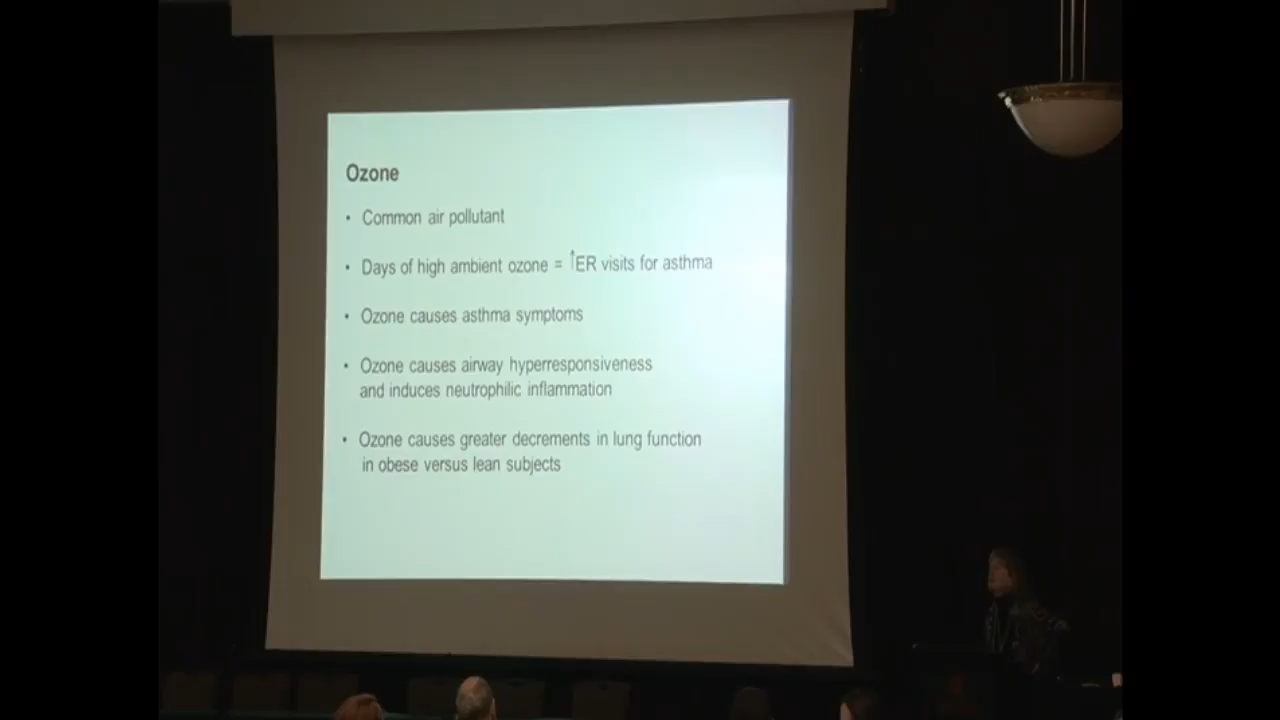 Ozone
• Common air pollutant
• Days of high ambient ozone = ↑ER visits for asthma
• Ozone causes asthma symptoms
• Ozone causes airway hyperresponsiveness
and induces neutrophilic inflammation
• Ozone causes greater decrements in lung function
in obese versus lean subjects